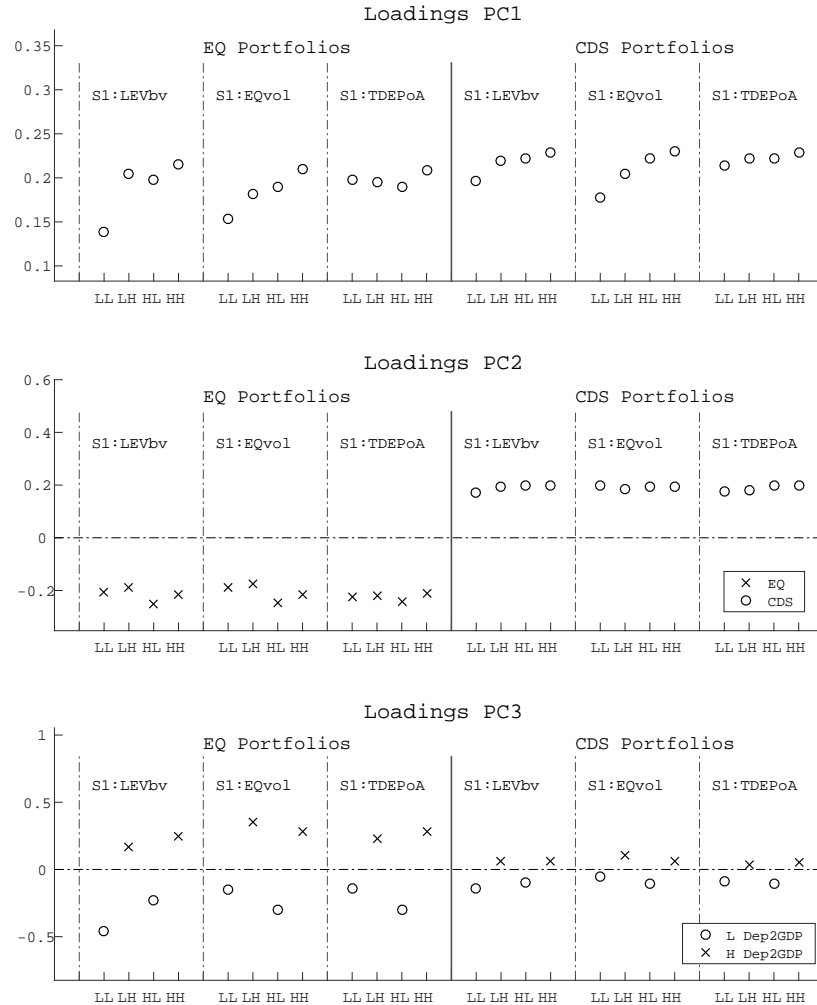 Loadings PC1
EQ Portfolios CDS Portfolios
S1:LEVbv S1:EQvol S1:TDEPoA S1:LEVbv S1:EQvol S1:TDEPoA
0.35
0.3
0.25
0.2
0.15
0.1
LL LH HL HH LL LH HL HH LL LH HL HH LL LH HL HH LL LH HL HH LL LH HL HH
Loadings PC2
EQ Portfolios CDS Portfolios
S1:LEVbv S1:EQvol S1:TDEPoA S1:LEVbv S1:EQvol S1:TDEPoA
0.6
0.4
0.2
0
-0.2
EQ
CDS
LL LH HL HH LL LH HL HH LL LH HL HH LL LH HL HH LL LH HL HH LL LH HL HH
Loadings PC3
EQ Portfolios CDS Portfolios
S1:LEVbv S1:EQvol S1:TDEPoA S1:LEVbv S1:EQvol S1:TDEPoA
1
0.5
0
-0.5
L Dep2GDP
H Dep2GDP
LL LH HL HH LL LH HL HH LL LH HL HH LL LH HL HH LL LH HL HH LL LH HL HH